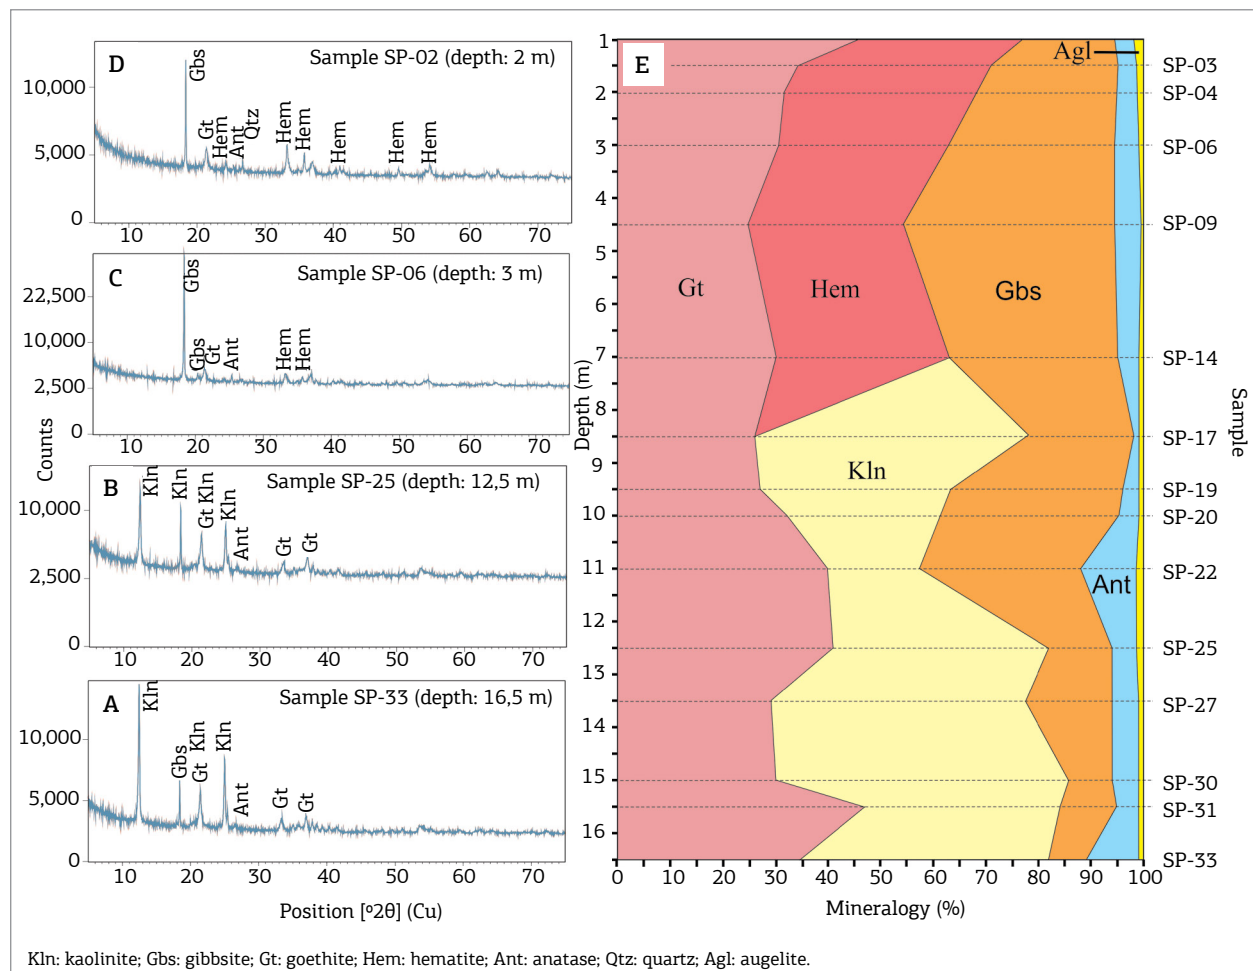 D
Sample SP-02 (depth: 2 m)
Gbs
Gt
Hem
Ant
Qtz
Hem
Hem
Hem
Hem
Hem
10,000
5,000
0
10 20 30 40 50 60 70
C
Sample SP-06 (depth: 3 m)
Gbs
Gbs
Gt
Ant
Hem
Hem
22,500
10,000
2,500
0
10 20 30 40 50 60 70
Counts
B
Sample SP-25 (depth: 12,5 m)
Kln
Kln
Gt Kln
Kln
Ant
Gt
Gt
10,000
2,500
0
10 20 30 40 50 60 70
A
Sample SP-33 (depth: 16,5 m)
Kln
Gbs
Gt Kln
Kln
Ant
Gt
Gt
10,000
5,000
0
10 20 30 40 50 60 70
Position [º2θ] (Cu)
E
Agl
Gt
Hem
Gbs
Kln
Ant
1
2
3
4
5
6
7
8
9
10
11
12
13
14
15
16
Depth (m)
SP-03
SP-04
SP-06
SP-09
SP-14
SP-17
SP-19
SP-20
SP-22
SP-25
SP-27
SP-30
SP-31
SP-33
Sample
0 10 20 30 40 50 60 70 80 90 100
Mineralogy (%)
Kln: kaolinite; Gbs: gibbsite; Gt: goethite; Hem: hematite; Ant: anatase; Qtz: quartz; Agl: augelite.